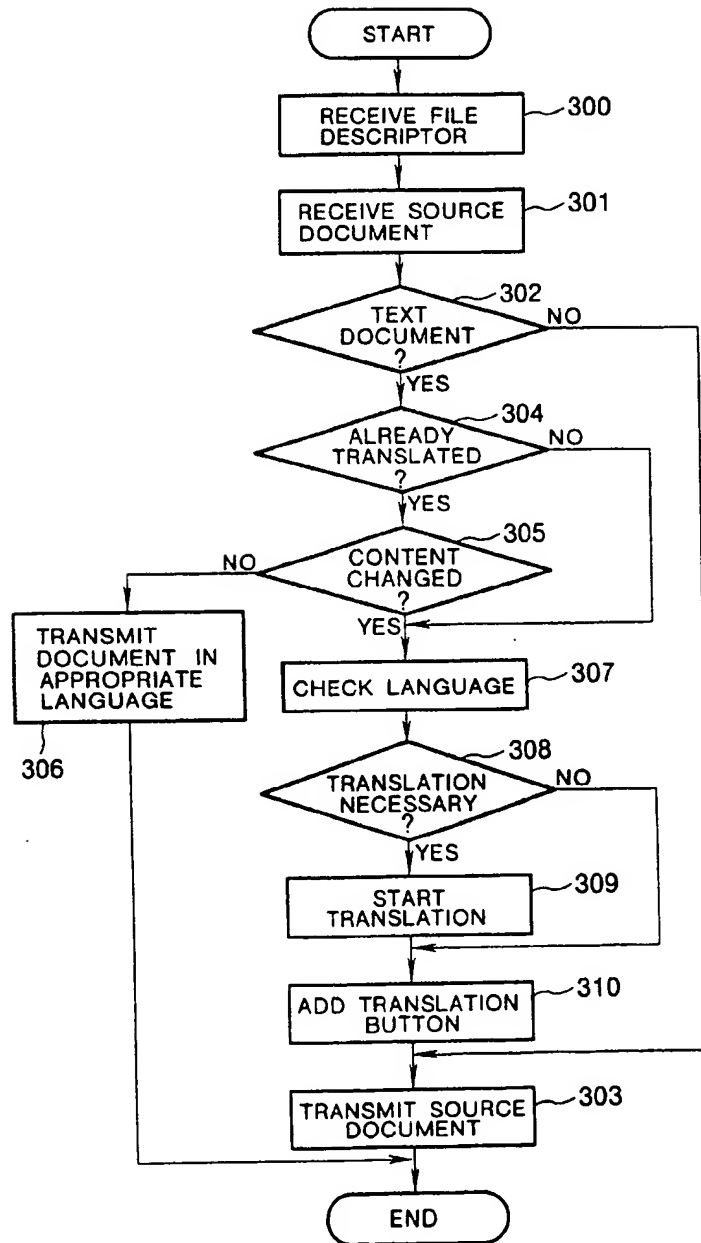 START
RECEIVE FILE
DESCRIPTOR
300
RECEIVE SOURCE
DOCUMENT
301
302
TEXT
DOCUMENT
?
NO
YES
304
ALREADY
TRANSLATED
?
NO
YES
305
CONTENT
CHANGED
?
NO
YES
TRANSMIT
DOCUMENT IN
APPROPRIATE
LANGUAGE
306
CHECK LANGUAGE
307
308
TRANSLATION
NECESSARY
?
NO
YES
START
TRANSLATION
309
ADD TRANSLATION
BUTTON
310
TRANSMIT SOURCE
DOCUMENT
303
END